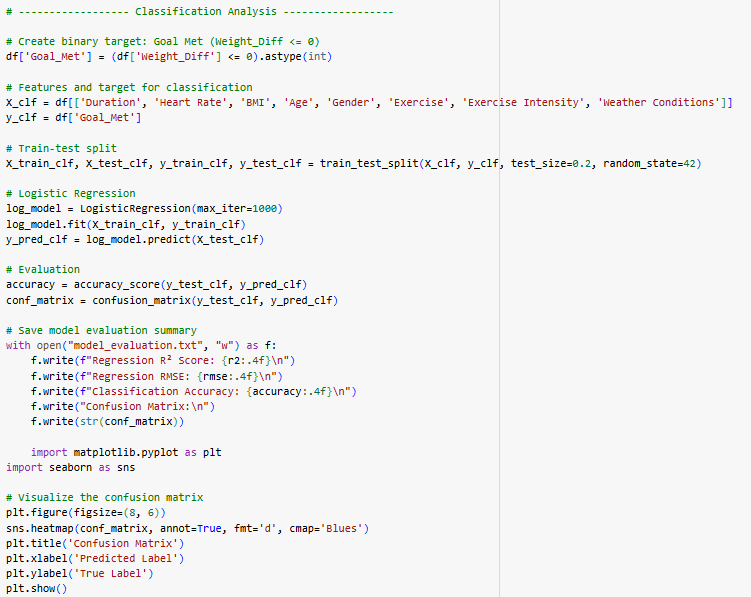 # ------------------ Classification Analysis ------------------
# Create binary target: Goal Met (Weight_Diff <= 0)
df['Goal_Met'] = (df['Weight_Diff'] <= 0).astype(int)
# Features and target for classification
X_clf = df[['Duration', 'Heart Rate', 'BMI', 'Age', 'Gender', 'Exercise', 'Exercise Intensity', 'Weather Conditions']]
y_clf = df['Goal_Met']
# Train-test split
X_train_clf, X_test_clf, y_train_clf, y_test_clf = train_test_split(X_clf, y_clf, test_size=0.2, random_state=42)
# Logistic Regression
log_model = LogisticRegression(max_iter=1000)
log_model.fit(X_train_clf, y_train_clf)
y_pred_clf = log_model.predict(X_test_clf)
# Evaluation
accuracy = accuracy_score(y_test_clf, y_pred_clf)
conf_matrix = confusion_matrix(y_test_clf, y_pred_clf)
# Save model evaluation summary
with open("model_evaluation.txt", "w") as f:
    f.write(f"Regression R² Score: {r2:.4f}\n")
    f.write(f"Regression RMSE: {rmse:.4f}\n")
    f.write(f"Classification Accuracy: {accuracy:.4f}\n")
    f.write("Confusion Matrix:\n")
    f.write(str(conf_matrix))
    import matplotlib.pyplot as plt
import seaborn as sns
# Visualize the confusion matrix
plt.figure(figsize=(8, 6))
sns.heatmap(conf_matrix, annot=True, fmt='d', cmap='Blues')
plt.title('Confusion Matrix')
plt.xlabel('Predicted Label')
plt.ylabel('True Label')
plt.show()